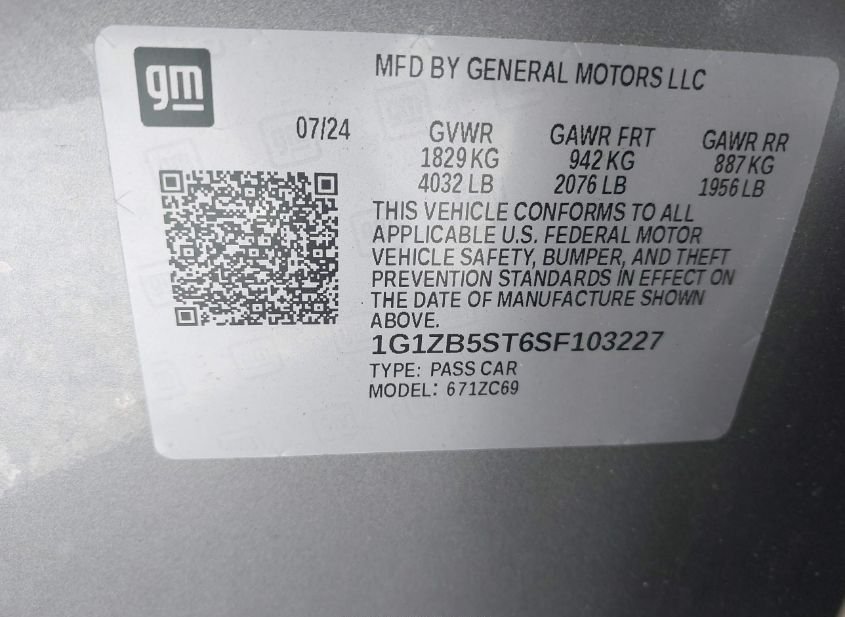 gm
MFD BY GENERAL MOTORS LLC
07/24
GVWR GAWR FRT GAWR RR
1829 KG 942 KG 887 KG
4032 LB 2076 LB 1956 LB
THIS VEHICLE CONFORMS TO ALL
APPLICABLE U.S. FEDERAL MOTOR
VEHICLE SAFETY, BUMPER, AND THEFT
PREVENTION STANDARDS IN EFFECT ON
THE DATE OF MANUFACTURE SHOWN
ABOVE.
1G1ZB5ST6SF103227
TYPE: PASS CAR
MODEL: 671ZC69